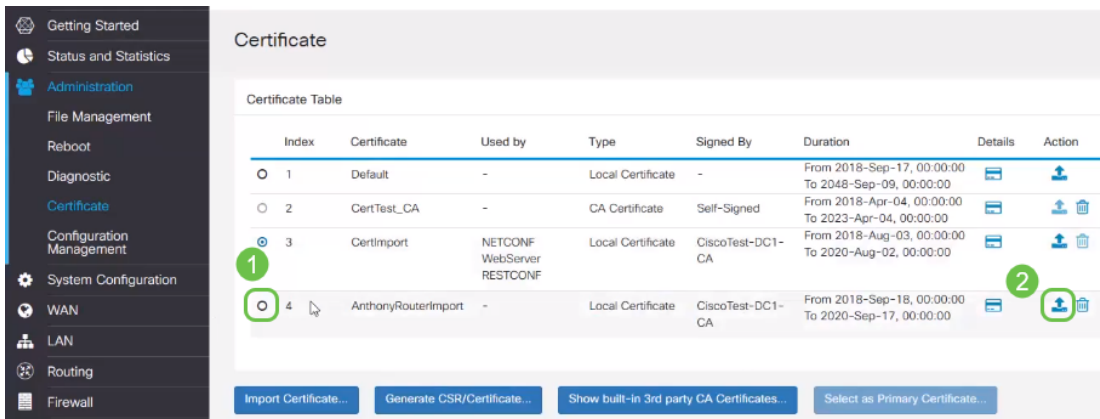 Getting Started
Status and Statistics
Administration
File Management
Reboot
Diagnostic
Certificate
Configuration
Management
System Configuration
WAN
LAN
Routing
Firewall
Certificate
Certificate Table
Index Certificate Used by Type Signed By Duration Details Action
1 Default - Local Certificate - From 2018-Sep-17, 00:00:00
To 2048-Sep-09, 00:00:00
2 CertTest_CA - CA Certificate Self-Signed From 2018-Apr-04, 00:00:00
To 2023-Apr-04, 00:00:00
3 CertImport NETCONF Local Certificate CiscoTest-DC1- From 2018-Aug-03, 00:00:00
WebServer CA To 2020-Aug-02, 00:00:00
RESTCONF
1
2
4 AnthonyRouterImport - Local Certificate CiscoTest-DC1- From 2018-Sep-18, 00:00:00
CA To 2020-Sep-17, 00:00:00
Import Certificate... Generate CSR/Certificate... Show built-in 3rd party CA Certificates... Select as Primary Certificate...